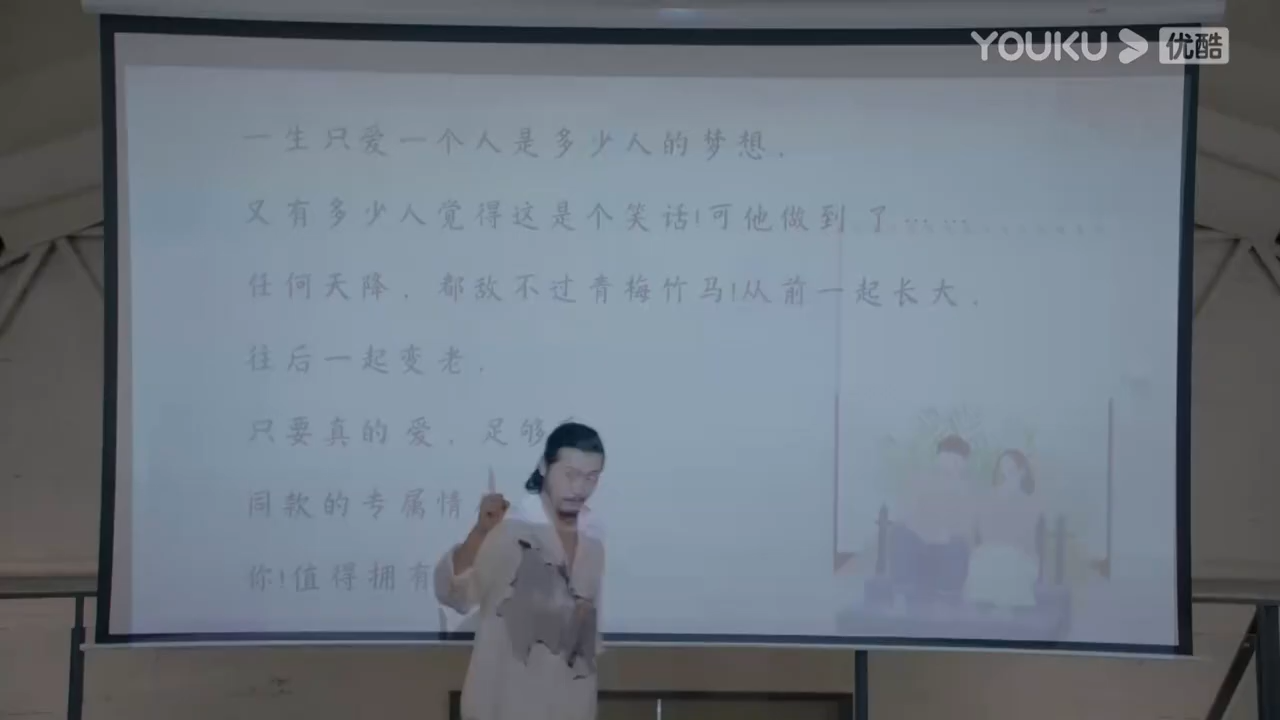 YOUKU 优酷
一生只爱一个人是多少人的梦想.
又有多少人觉得这是个笑话!可他做到了……
任何天降.都敌不过青梅竹马!从前一起长大.
往后一起变老.
只要真的爱.足够
同款的专属情
你!值得拥有